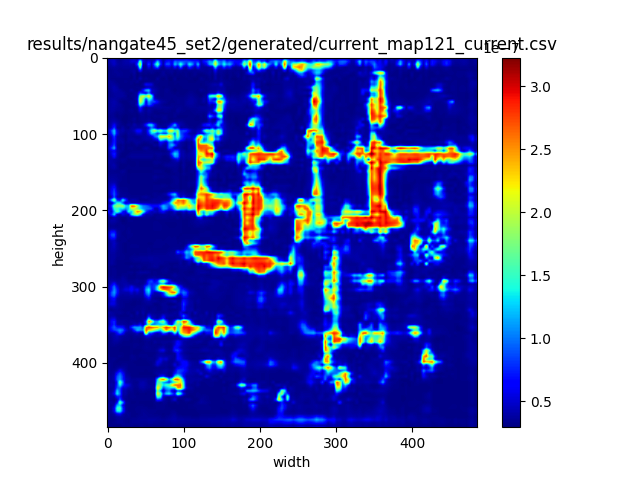 results/nangate45_set2/generated/current_map121_current.csv
1e−7
0
100
200
300
400
height
0 100 200 300 400
width
3.0
2.5
2.0
1.5
1.0
0.5